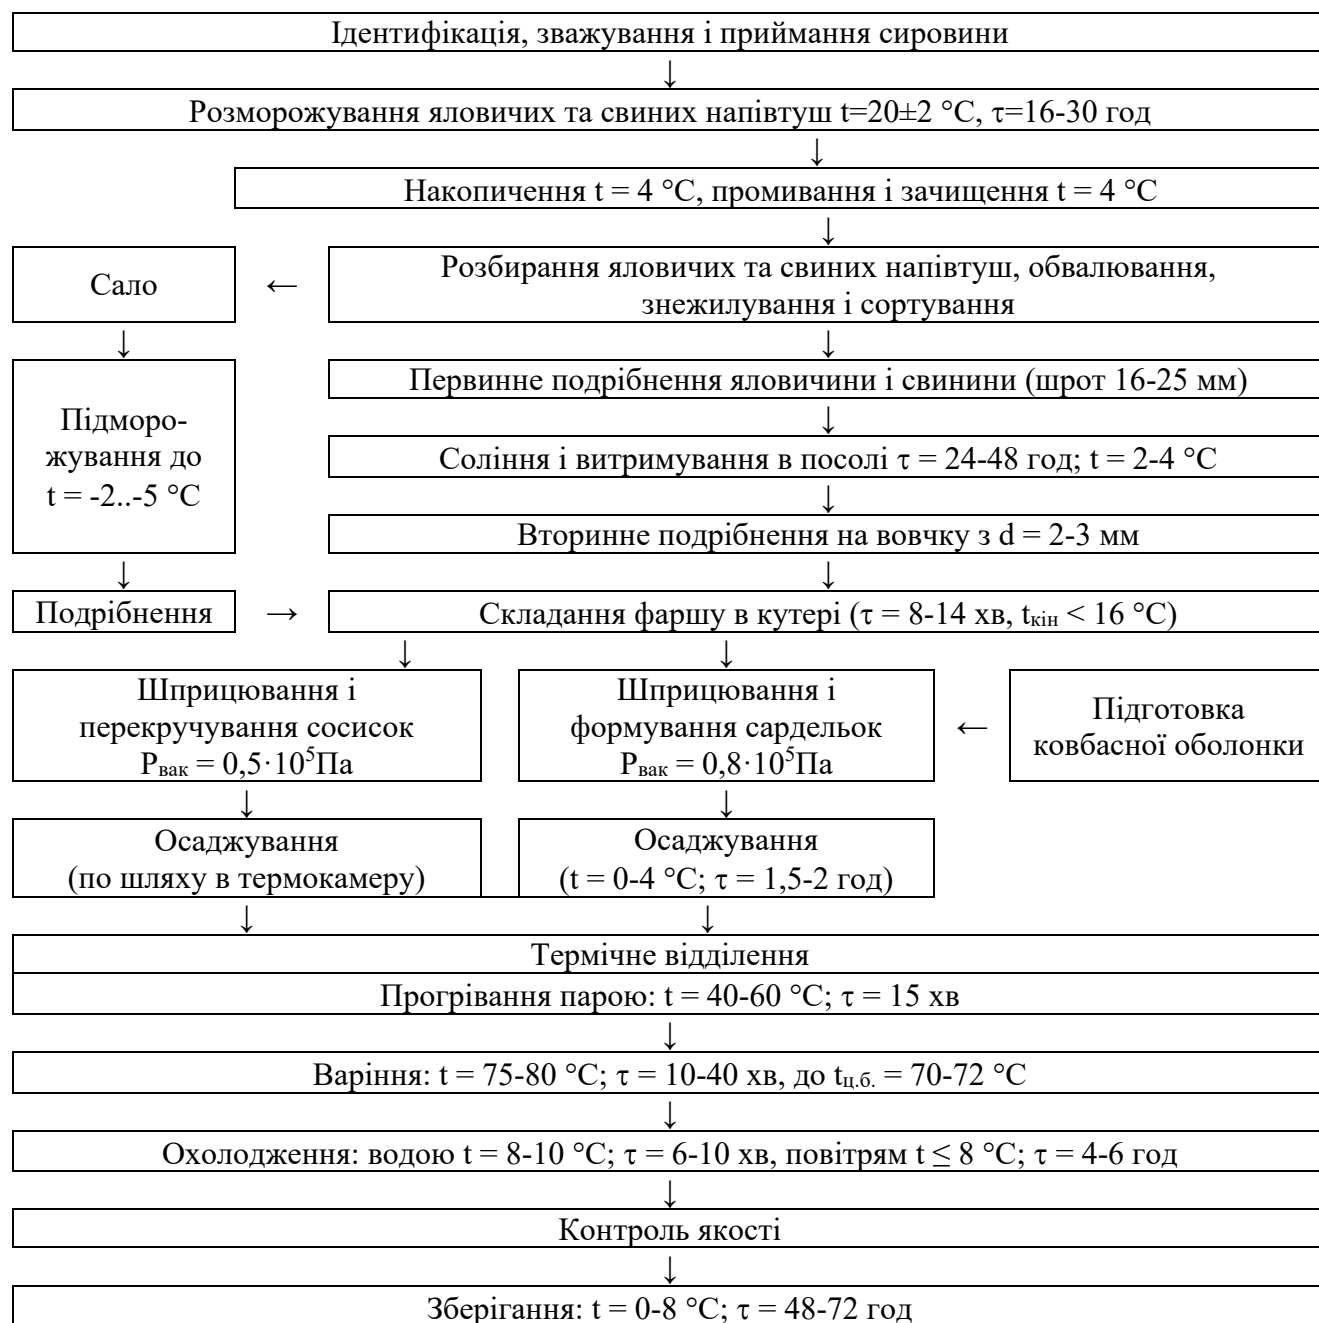 Ідентифікація, зважування і приймання сировини
↓
Розморожування яловичих та свиних напівтуш t=20±2 °C, τ=16-30 год
↓
Накопичення t = 4 °C, промивання і зачищення t = 4 °C
↓
Сало
←
Розбирання яловичих та свиних напівтуш, обвалювання,
знежилування і сортування
↓ ↓
Підморо-
жування до
t = -2..-5 °C
Первинне подрібнення яловичини і свинини (шрот 16-25 мм)
↓
Соління і витримування в посолі τ = 24-48 год; t = 2-4 °C
↓
Вторинне подрібнення на вовчку з d = 2-3 мм
↓ ↓
Подрібнення → Складання фаршу в кутері (τ = 8-14 хв, tкін < 16 °C)
↓ ↓
Шприцювання і
перекручування сосисок
Pвак = 0,5·10⁵Па
Шприцювання і
формування сардельок
Pвак = 0,8·10⁵Па
←
Підготовка
ковбасної оболонки
↓ ↓
Осаджування
(по шляху в термокамеру)
Осаджування
(t = 0-4 °C; τ = 1,5-2 год)
↓ ↓
Термічне відділення
Прогрівання парою: t = 40-60 °C; τ = 15 хв
↓
Варіння: t = 75-80 °C; τ = 10-40 хв, до tц.б. = 70-72 °C
↓
Охолодження: водою t = 8-10 °C; τ = 6-10 хв, повітрям t ≤ 8 °C; τ = 4-6 год
↓
Контроль якості
↓
Зберігання: t = 0-8 °C; τ = 48-72 год